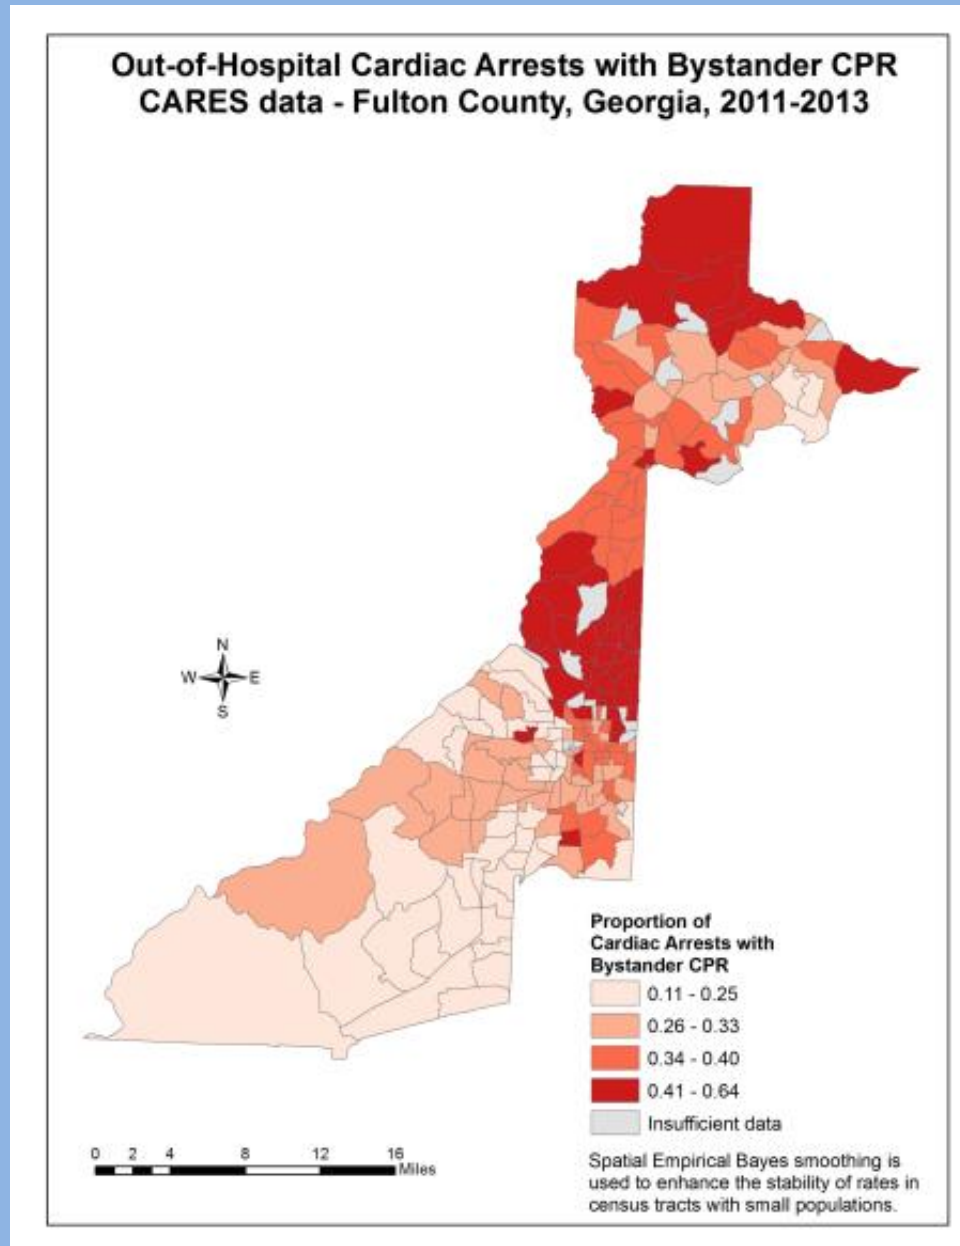 Out-of-Hospital Cardiac Arrests with Bystander CPR
CARES data - Fulton County, Georgia, 2011-2013
N
W E
S
Proportion of
Cardiac Arrests with
Bystander CPR
0.11 - 0.25
0.26 - 0.33
0.34 - 0.40
0.41 - 0.64
Insufficient data
0 2 4 8 12 16
Miles
Spatial Empirical Bayes smoothing is
used to enhance the stability of rates in
census tracts with small populations.